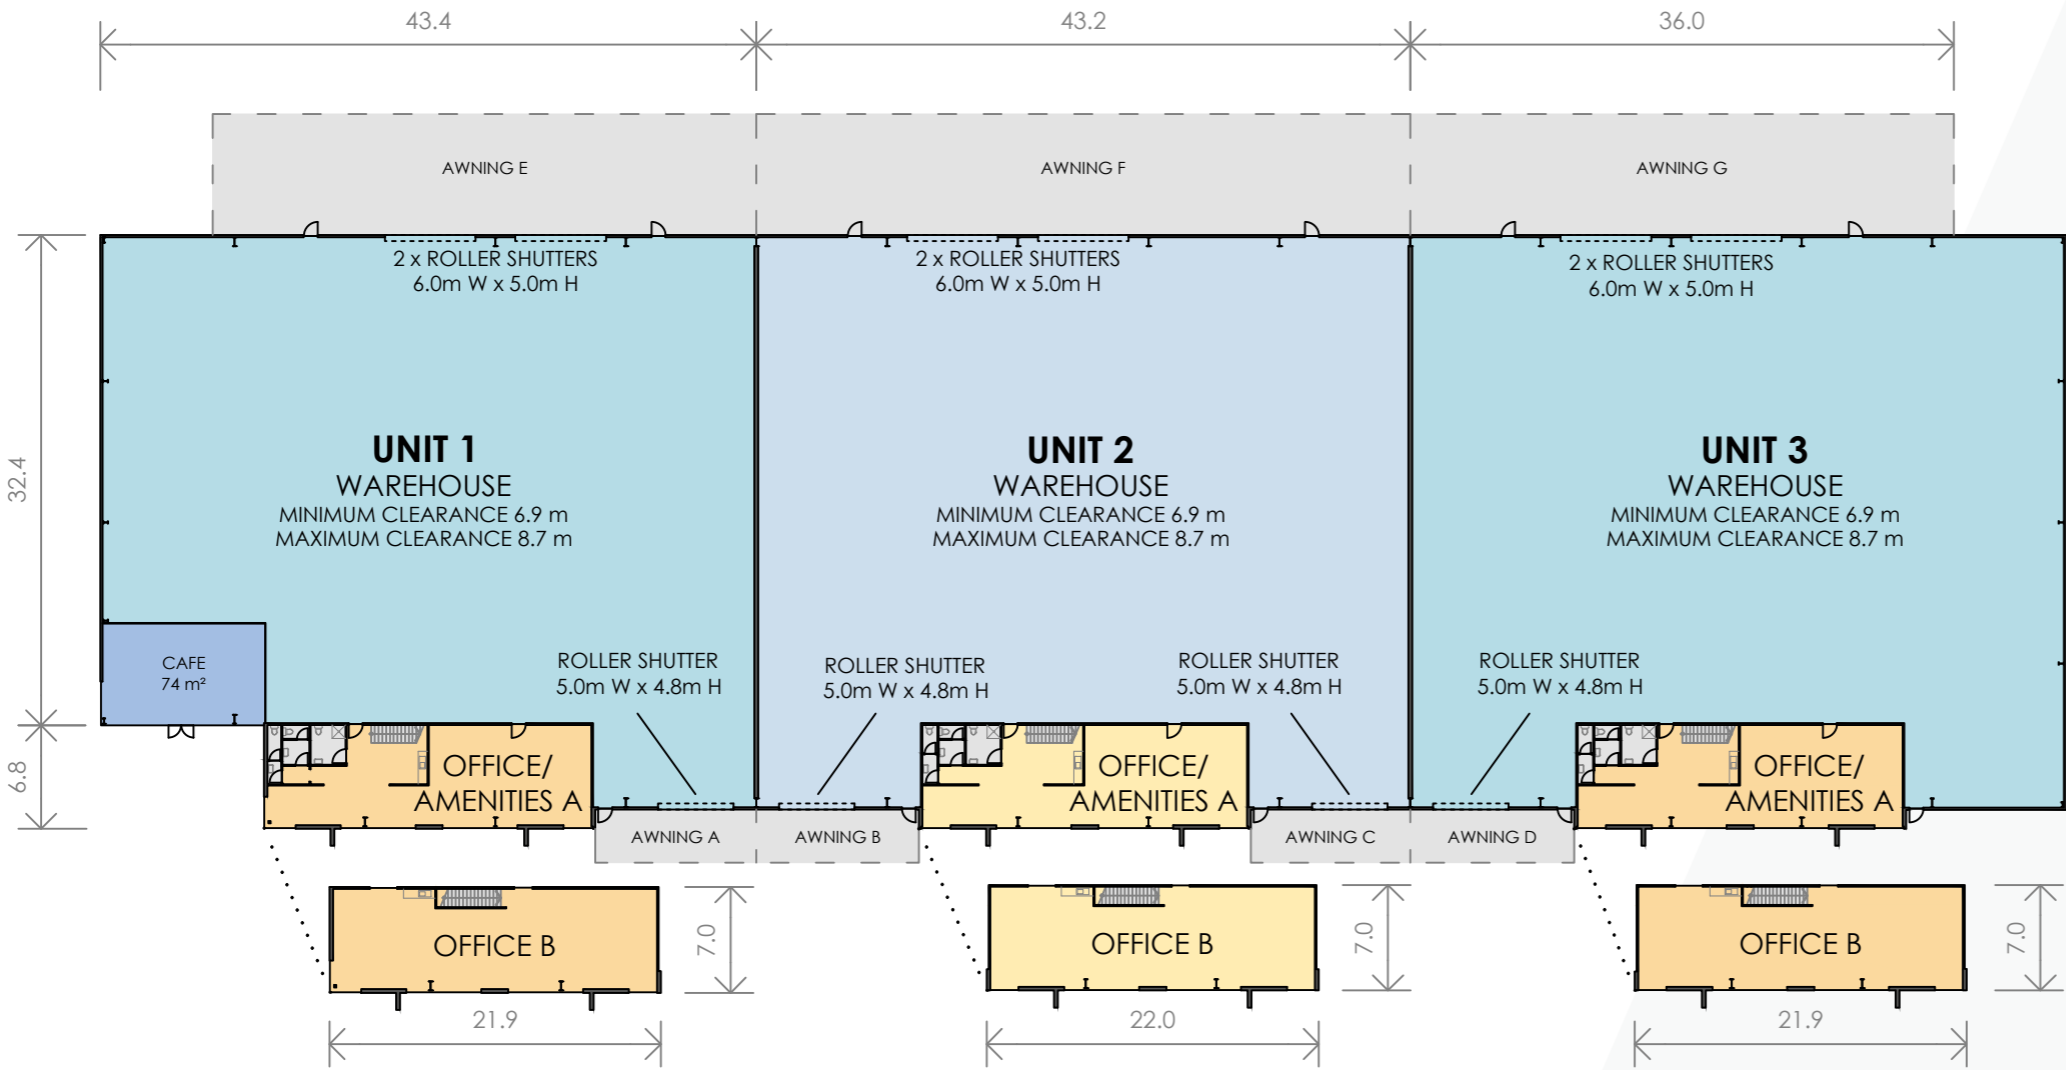 43.4
43.2
36.0
AWNING E
AWNING F
AWNING G
2 x ROLLER SHUTTERS
6.0m W x 5.0m H
2 x ROLLER SHUTTERS
6.0m W x 5.0m H
2 x ROLLER SHUTTERS
6.0m W x 5.0m H
32.4
UNIT 1
WAREHOUSE
MINIMUM CLEARANCE 6.9 m
MAXIMUM CLEARANCE 8.7 m
UNIT 2
WAREHOUSE
MINIMUM CLEARANCE 6.9 m
MAXIMUM CLEARANCE 8.7 m
UNIT 3
WAREHOUSE
MINIMUM CLEARANCE 6.9 m
MAXIMUM CLEARANCE 8.7 m
CAFE
74 m²
ROLLER SHUTTER
5.0m W x 4.8m H
ROLLER SHUTTER
5.0m W x 4.8m H
ROLLER SHUTTER
5.0m W x 4.8m H
ROLLER SHUTTER
5.0m W x 4.8m H
6.8
OFFICE/
AMENITIES A
OFFICE/
AMENITIES A
OFFICE/
AMENITIES A
AWNING A
AWNING B
AWNING C
AWNING D
OFFICE B
7.0
OFFICE B
7.0
OFFICE B
7.0
21.9
22.0
21.9